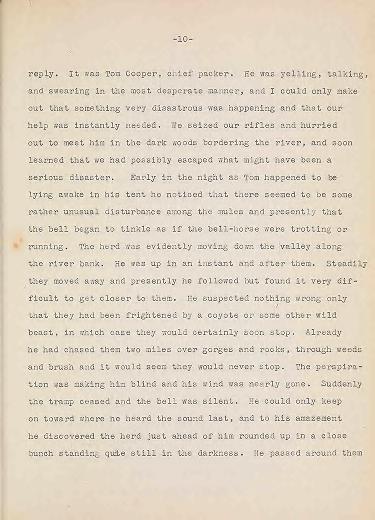 -10-
reply. It was Tom Cooper, chief packer. He was yelling, talking,
and swearing in the most desperate manner, and I could only make
out that something very disastrous was happening and that our
help was instantly needed. We seized our rifles and hurried
out to meet him in the dark woods bordering the river, and soon
learned that we had possibly escaped what might have been a
serious disaster. Early in the night as Tom happened to be
lying awake in his tent he noticed that there seemed to be some
rather unusual disturbance among the mules and presently that
the bell began to tinkle as if the bell-horse were trotting or
running. The herd was evidently moving down the valley along
the river bank. He was up in an instant and after them. Steadily
they moved away and presently he followed but found it very dif-
ficult to get closer to them. He suspected nothing wrong only
that they had been frightened by a coyote or some other wild
beast, in which case they would certainly soon stop. Already
he had chased them two miles over gorges and rocks, through weeds
and brush and it would seem they would never stop. The perspira-
tion was making him blind and his wind was nearly gone. Suddenly
the tramp ceased and the bell was silent. He could only keep
on toward where he heard the sound last, and to his amazement
he discovered the herd just ahead of him rounded up in a close
bunch standing quite still in the darkness. He passed around them